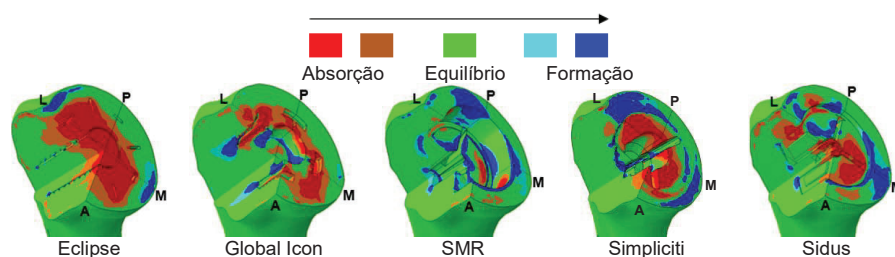 Absorção Equilíbrio Formação
L P L P L P L P L P
A M A M A M A M A M
Eclipse Global Icon SMR Simpliciti Sidus